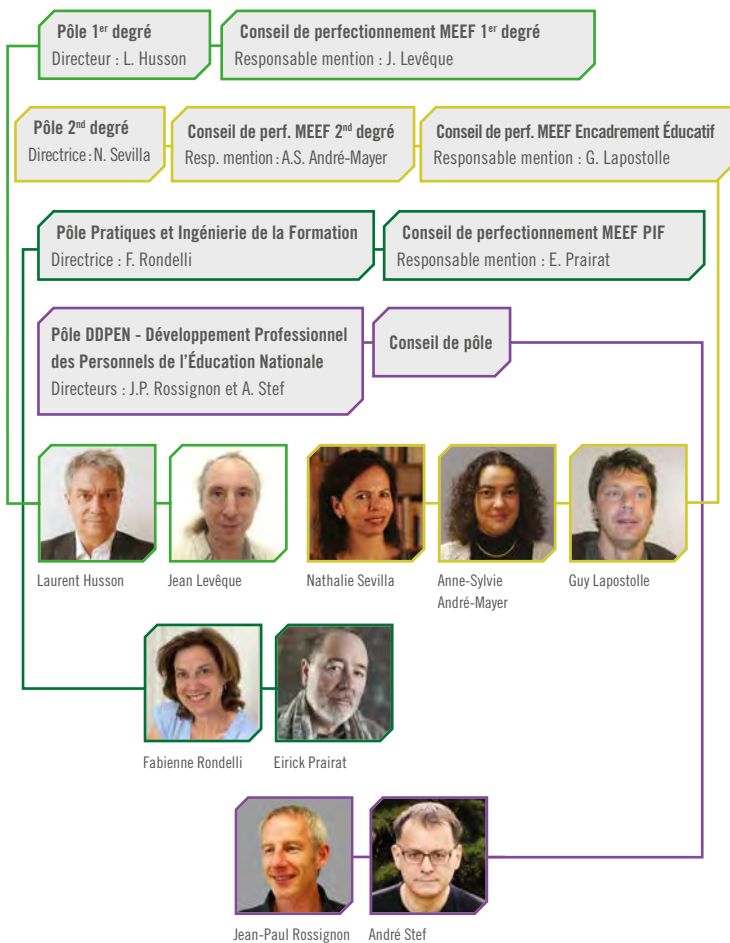 Pôle 1er degré
Directeur : L. Husson
Conseil de perfectionnement MEEF 1er degré
Responsable mention : J. Levêque
Pôle 2nd degré
Directrice : N. Sevilla
Conseil de perf. MEEF 2nd degré
Resp. mention : A.S. André-Mayer
Conseil de perf. MEEF Encadrement Éducatif
Responsable mention : G. Lapostolle
Pôle Pratiques et Ingénierie de la Formation
Directrice : F. Rondelli
Conseil de perfectionnement MEEF PIF
Responsable mention : E. Prairat
Pôle DDPEN - Développement Professionnel
des Personnels de l'Éducation Nationale
Directeurs : J.P. Rossignon et A. Stef
Conseil de pôle
Laurent Husson
Jean Levêque
Nathalie Sevilla
Anne-Sylvie
André-Mayer
Guy Lapostolle
Fabienne Rondelli
Eirick Prairat
Jean-Paul Rossignon
André Stef